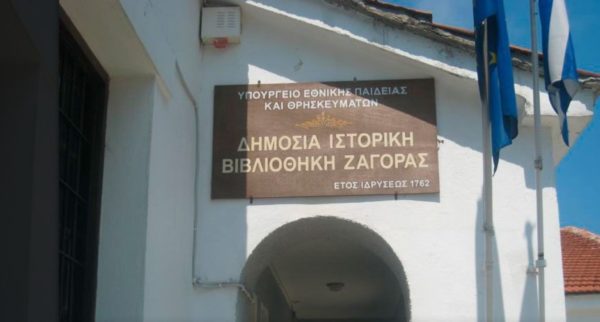 ΥΠΟΥΡΓΕΙΟ ΕΘΝΙΚΗΣ ΠΑΙΔΕΙΑΣ
ΚΑΙ ΘΡΗΣΚΕΥΜΑΤΩΝ
ΔΗΜΟΣΙΑ ΙΣΤΟΡΙΚΗ
ΒΙΒΛΙΟΘΗΚΗ ΖΑΓΟΡΑΣ
ΕΤΟΣ ΙΔΡΥΣΕΩΣ 1762